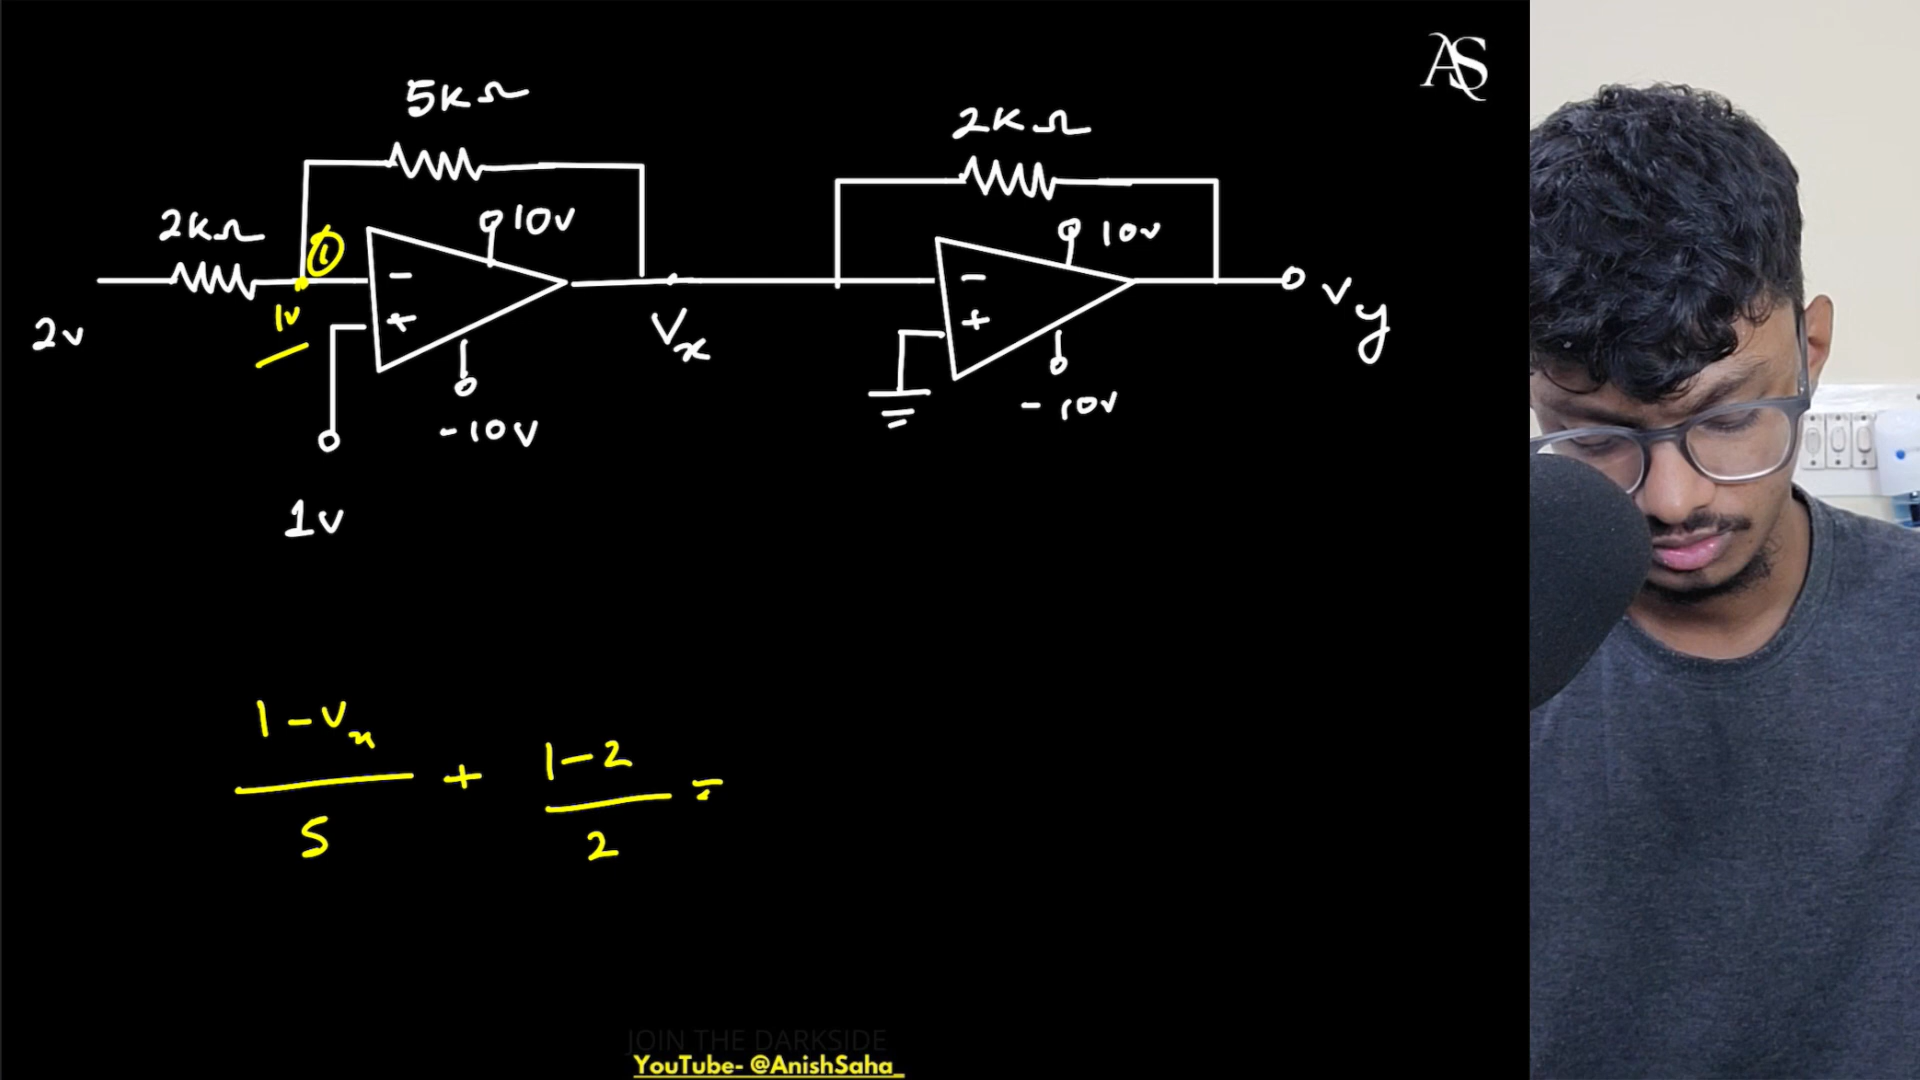 AS
5KΩ
2KΩ
2KΩ
①
10V
10V
-
-
1V
+
+
2V
Vx
Vy
-10V
-10V
1V
1-Vx
+
1-2
=
5
2
JOIN THE DARKSIDE
YouTube- @AnishSaha_